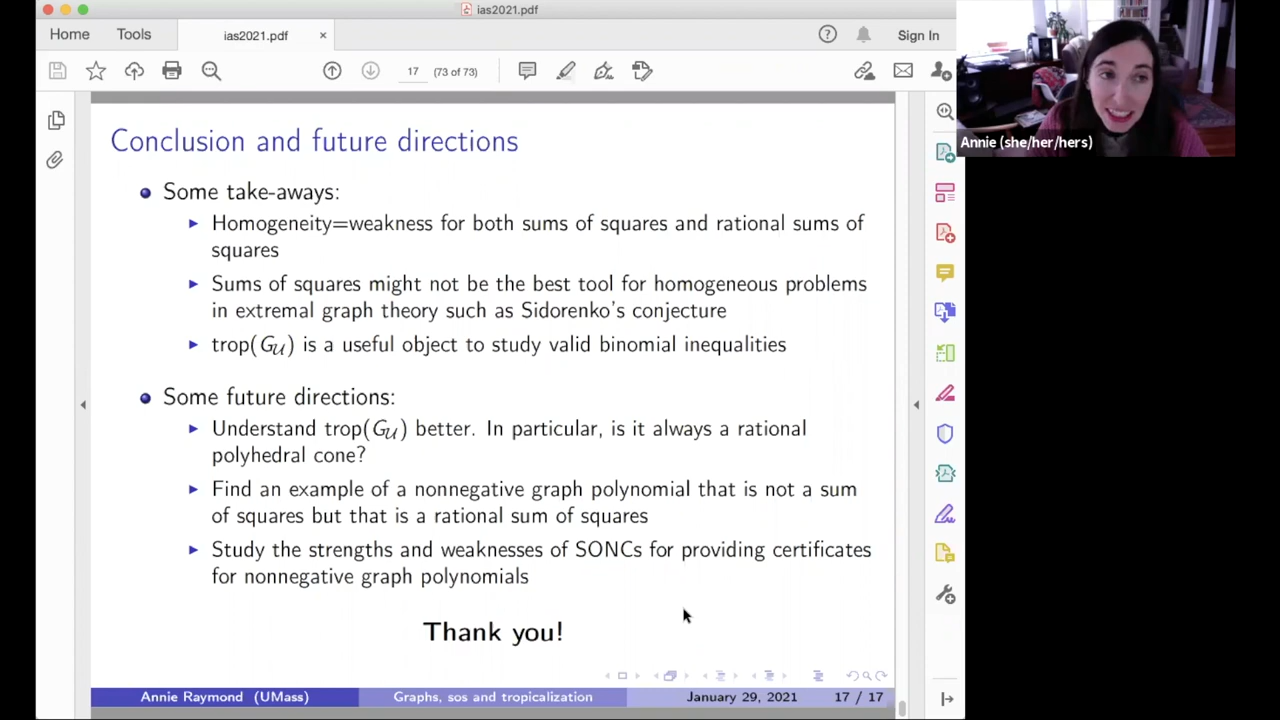 ias2021.pdf
Home
Tools
ias2021.pdf
×
Sign In
17
(73 of 73)
Annie (she/her/hers)
Conclusion and future directions
Some take-aways:
Homogeneity=weakness for both sums of squares and rational sums of
squares
Sums of squares might not be the best tool for homogeneous problems
in extremal graph theory such as Sidorenko's conjecture
trop(G_U) is a useful object to study valid binomial inequalities
Some future directions:
Understand trop(G_U) better. In particular, is it always a rational
polyhedral cone?
Find an example of a nonnegative graph polynomial that is not a sum
of squares but that is a rational sum of squares
Study the strengths and weaknesses of SONCs for providing certificates
for nonnegative graph polynomials
Thank you!
Annie Raymond (UMass)
Graphs, sos and tropicalization
January 29, 2021
17 / 17